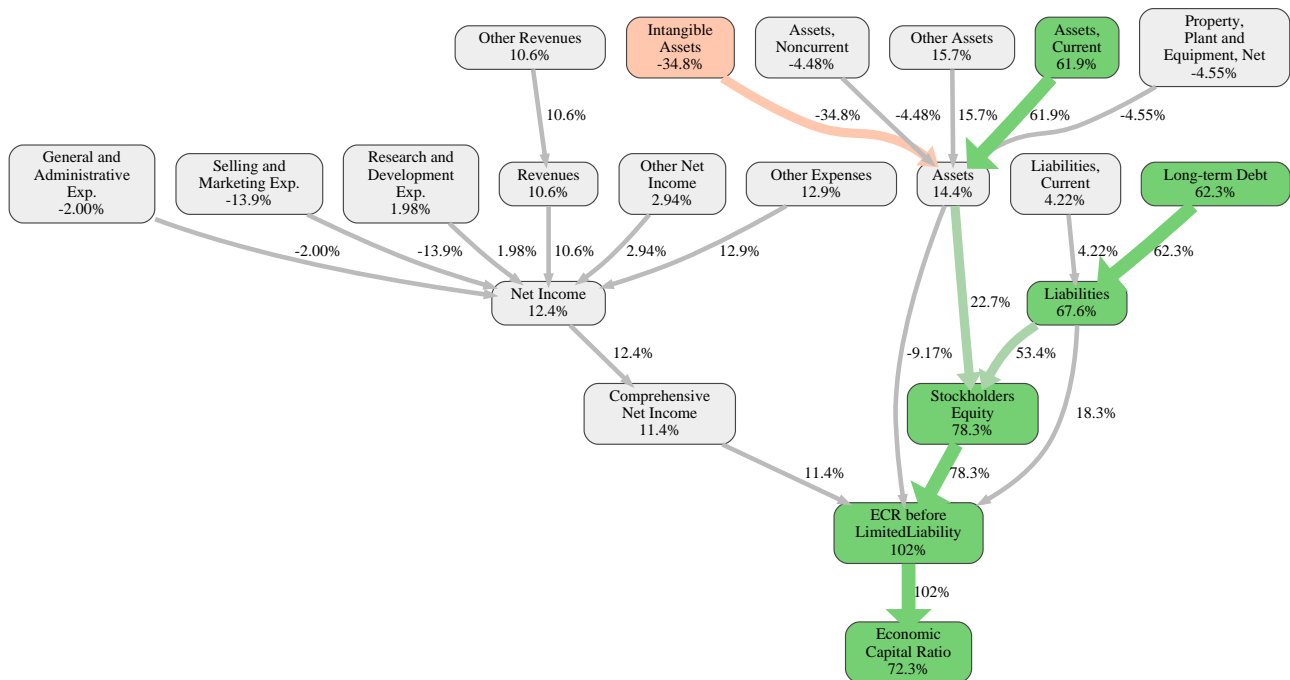 Other Revenues
10.6%
Intangible
Assets
-34.8%
Assets,
Noncurrent
-4.48%
Other Assets
15.7%
Assets,
Current
61.9%
Property,
Plant and
Equipment, Net
-4.55%
10.6%
-34.8%
-4.48%
15.7%
61.9%
-4.55%
General and
Administrative
Exp.
-2.00%
Selling and
Marketing Exp.
-13.9%
Research and
Development
Exp.
1.98%
Revenues
10.6%
Other Net
Income
2.94%
Other Expenses
12.9%
Assets
14.4%
Liabilities,
Current
4.22%
Long-term Debt
62.3%
-2.00%
-13.9%
1.98%
10.6%
2.94%
12.9%
4.22%
62.3%
Net Income
12.4%
22.7%
Liabilities
67.6%
12.4%
-9.17%
53.4%
Comprehensive
Net Income
11.4%
Stockholders
Equity
78.3%
18.3%
11.4%
78.3%
ECR before
LimitedLiability
102%
102%
Economic
Capital Ratio
72.3%